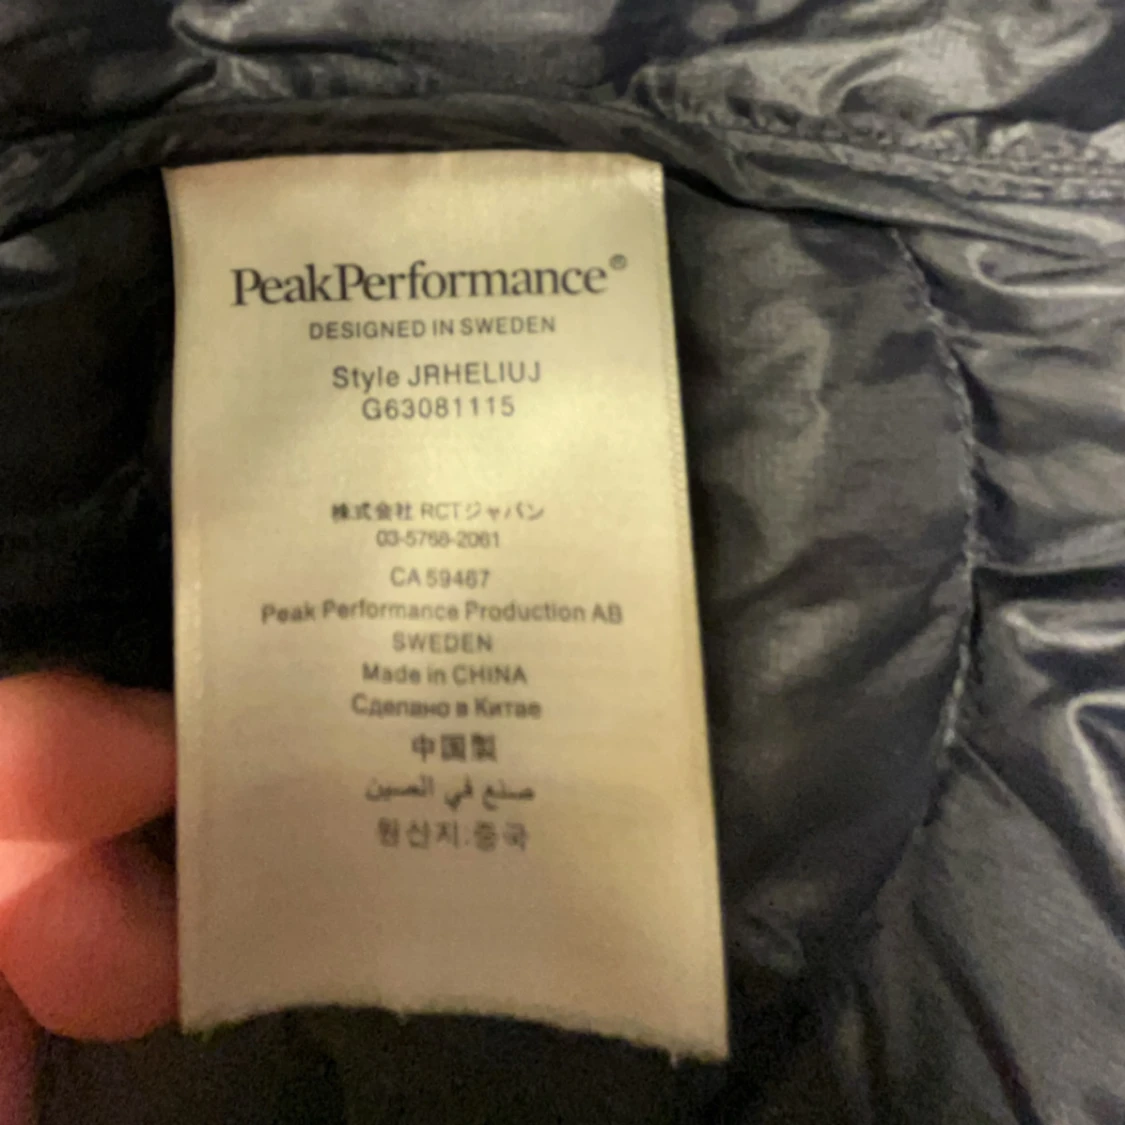 PeakPerformance®
DESIGNED IN SWEDEN
Style JRHELIUJ
G63081115
株式会社 RCTジャパン
03-5766-2061
CA 59467
Peak Performance Production AB
SWEDEN
Made in CHINA
Сделано в Китае
中国製
صنع في الصين
원산지:중국